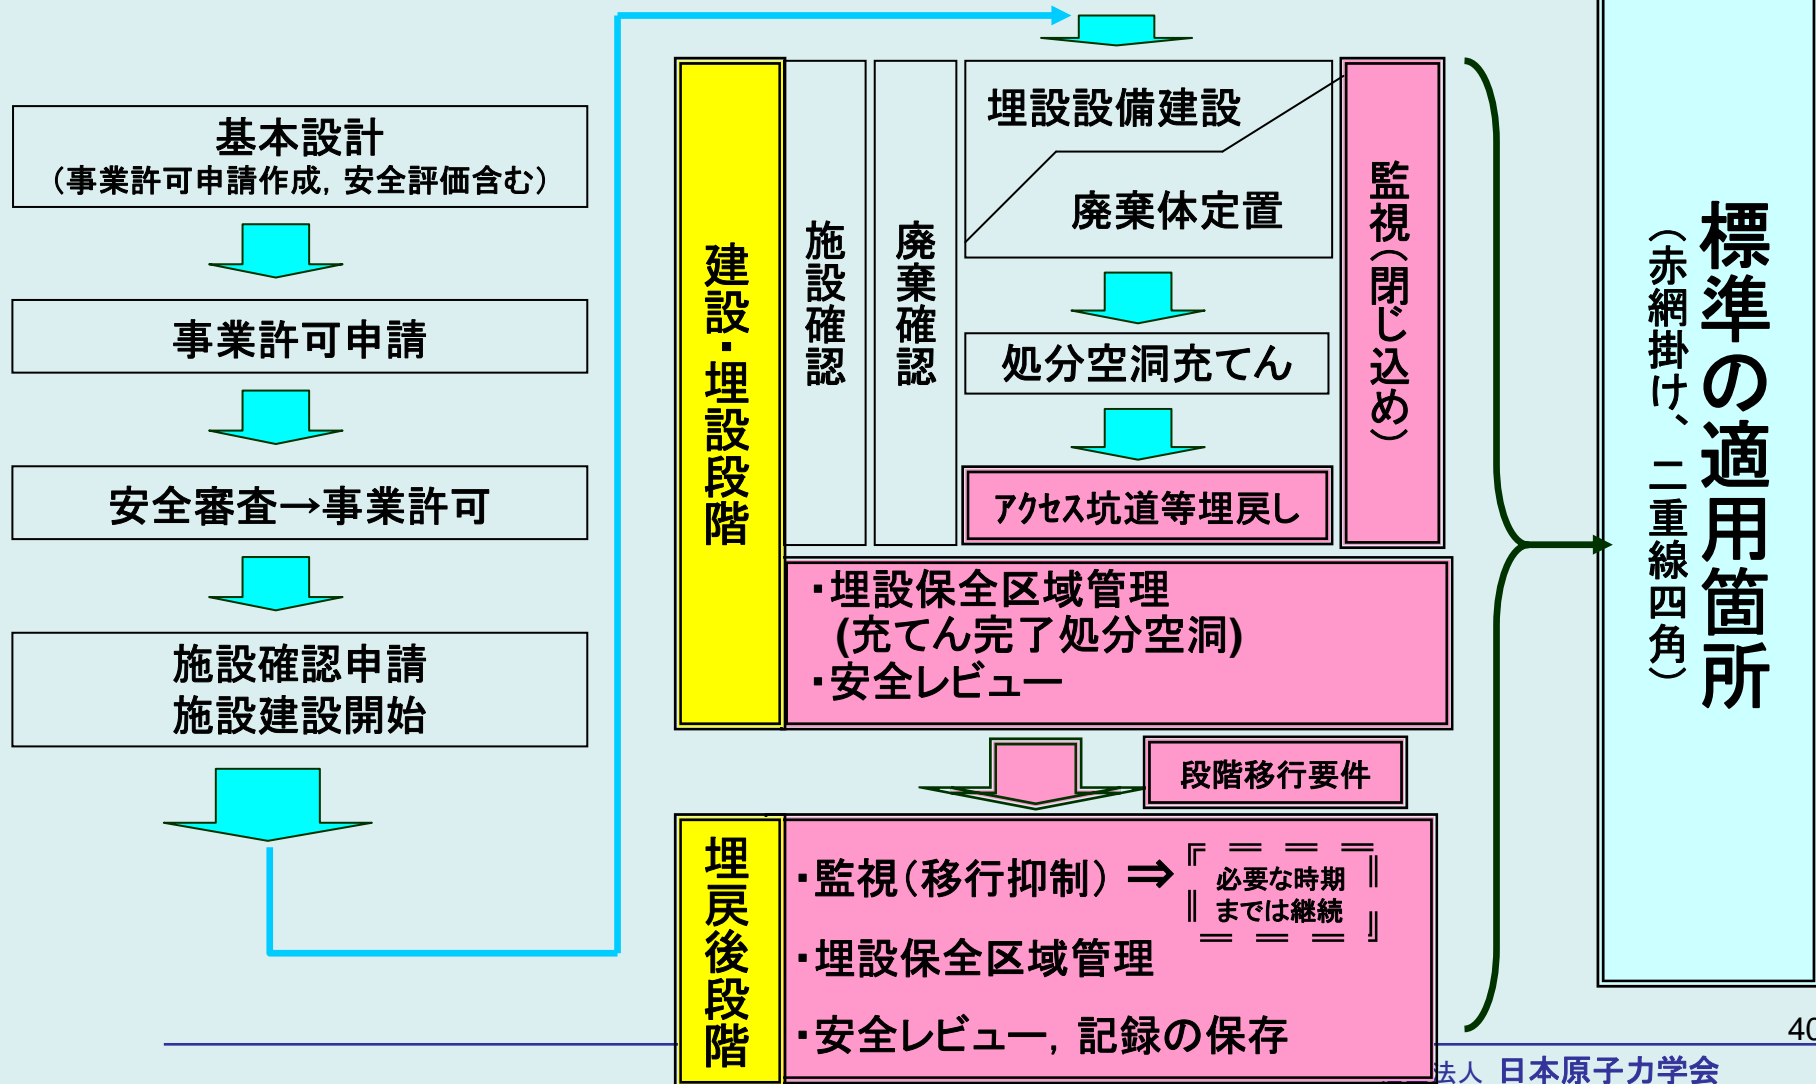 基本設計
（事業許可申請作成, 安全評価含む）
事業許可申請
安全審査→事業許可
施設確認申請
施設建設開始
建設・埋設段階
施設確認
廃棄確認
埋設設備建設
廃棄体定置
処分空洞充てん
アクセス坑道等埋戻し
監視（閉じ込め）
・埋設保全区域管理
(充てん完了処分空洞)
・安全レビュー
段階移行要件
埋戻後段階
・監視（移行抑制）⇒
必要な時期
までは継続
・埋設保全区域管理
・安全レビュー, 記録の保存
標準の適用箇所
（赤網掛け、二重線四角）
40
法人 日本原子力学会